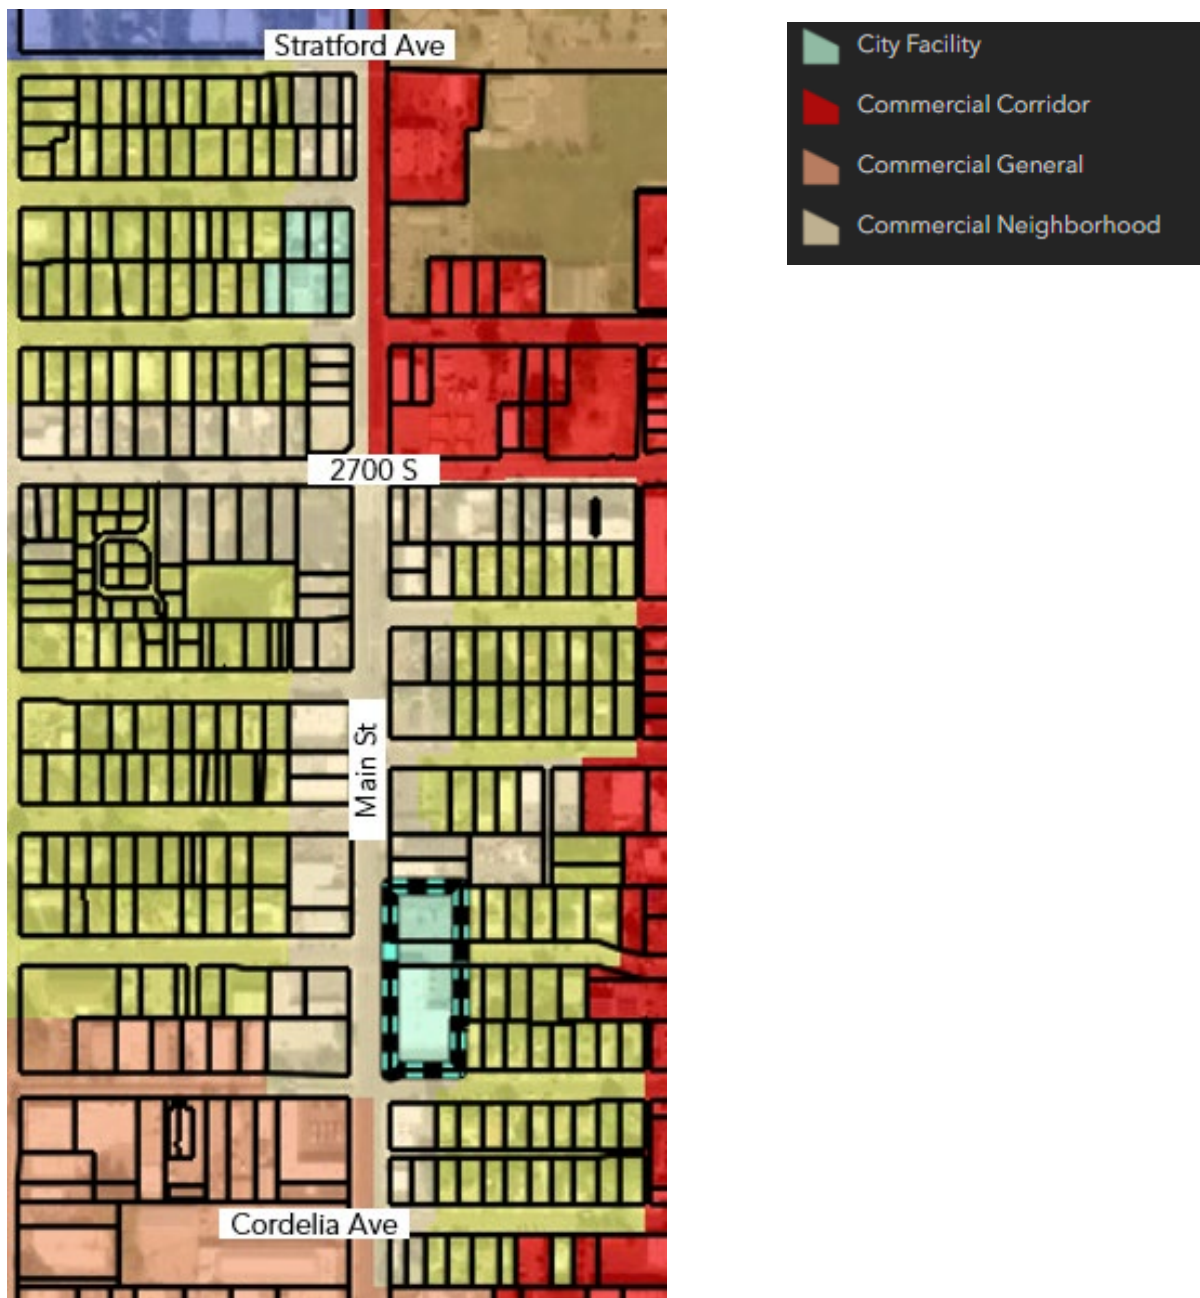 Stratford Ave
2700 S
Main St
Cordelia Ave
City Facility
Commercial Corridor
Commercial General
Commercial Neighborhood